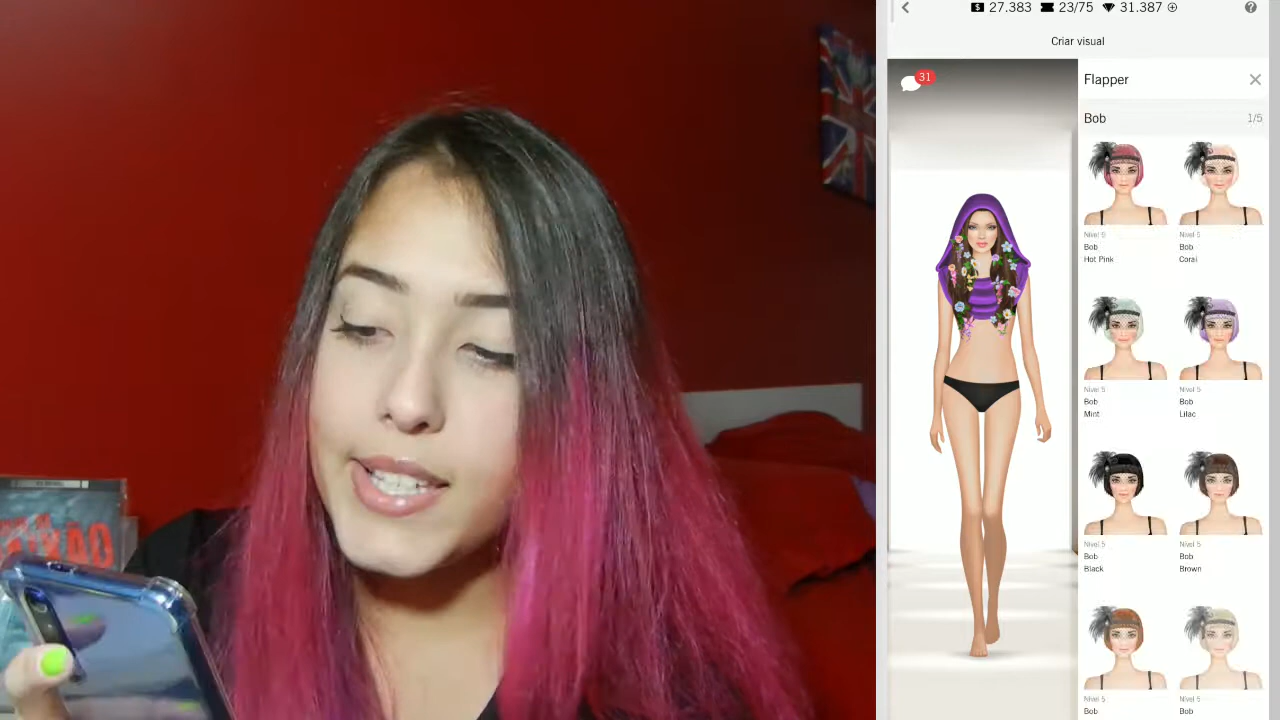 27.383 23/75 31.387
Criar visual
31
Flapper
Bob 1/5
Nível 5
Bob
Hot Pink
Nível 5
Bob
Coral
Nível 5
Bob
Mint
Nível 5
Bob
Lilac
Nível 5
Bob
Black
Nível 5
Bob
Brown
Nível 5
Bob
Nível 5
Bob